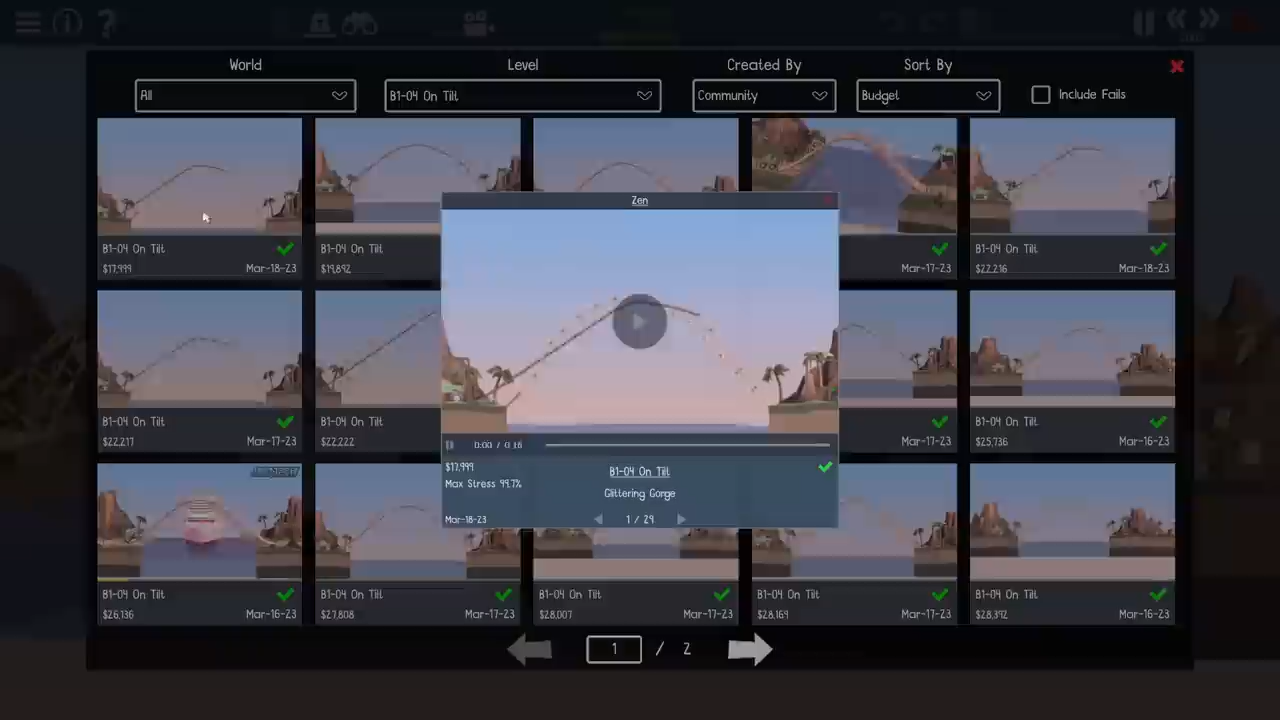 World
Level
Created By
Sort By
All
B1-04 On Tilt
Community
Budget
Include Fails
B1-04 On Tilt
$17,999
Mar-18-23
B1-04 On Tilt
$19,892
Mar-17-23
B1-04 On Tilt
$22,216
Mar-18-23
Zen
0:00 /
$17,999
Max Stress 99.7%
B1-04 On Tilt
Glittering Gorge
Mar-18-23
1 / 29
B1-04 On Tilt
$22,217
Mar-17-23
B1-04 On Tilt
$22,222
Mar-17-23
B1-04 On Tilt
$25,736
Mar-16-23
B1-04 On Tilt
$26,136
Mar-16-23
B1-04 On Tilt
$27,808
Mar-17-23
B1-04 On Tilt
$28,007
Mar-17-23
B1-04 On Tilt
$28,169
Mar-17-23
B1-04 On Tilt
$28,392
Mar-16-23
1 / 2